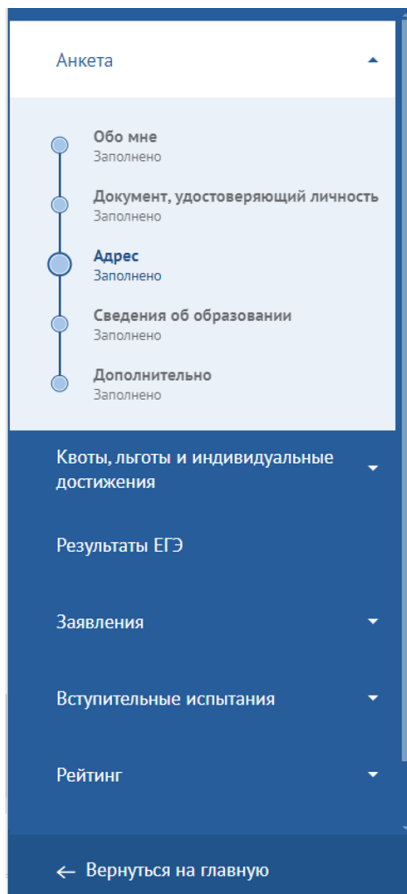 Анкета
Обо мне
Заполнено
Документ, удостоверяющий личность
Заполнено
Адрес
Заполнено
Сведения об образовании
Заполнено
Дополнительно
Заполнено
Квоты, льготы и индивидуальные
достижения
Результаты ЕГЭ
Заявления
Вступительные испытания
Рейтинг
← Вернуться на главную